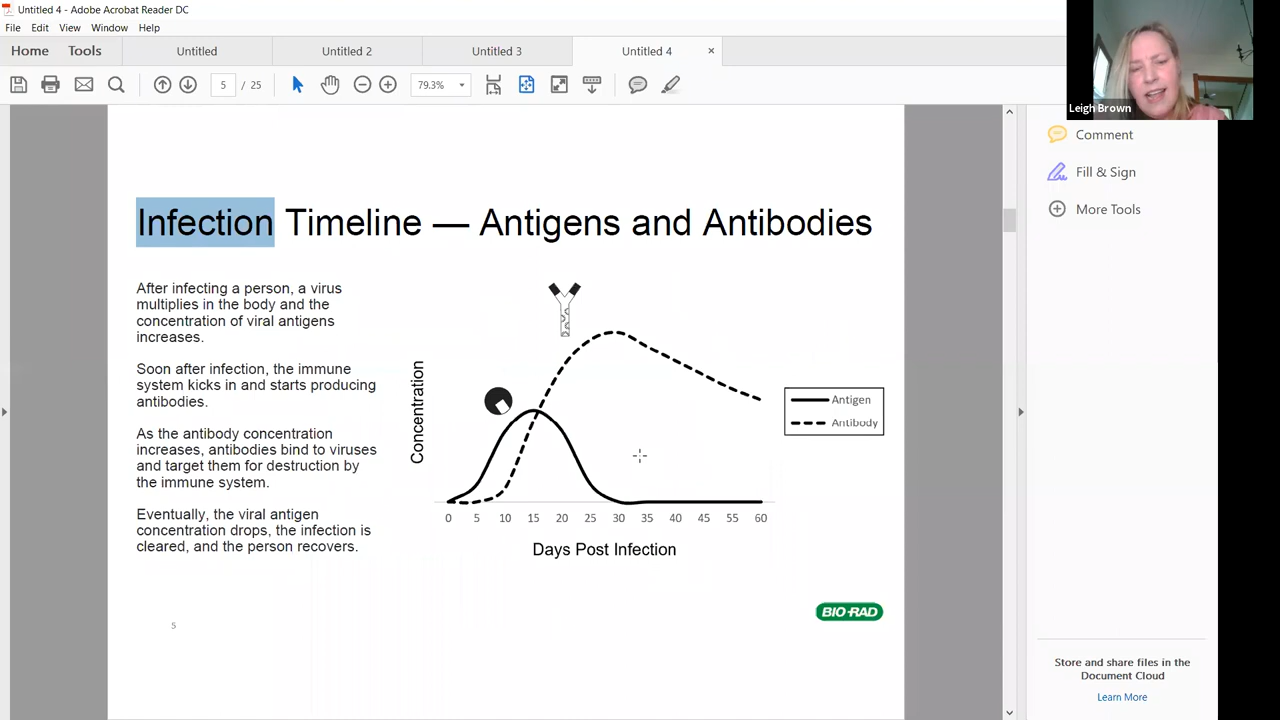 Untitled 4 - Adobe Acrobat Reader DC
File Edit View Window Help
Home Tools Untitled Untitled 2 Untitled 3 Untitled 4 ×
5 / 25 79.3%
Leigh Brown
Comment
Fill & Sign
More Tools
Infection Timeline — Antigens and Antibodies
After infecting a person, a virus
multiplies in the body and the
concentration of viral antigens
increases.
Soon after infection, the immune
system kicks in and starts producing
antibodies.
As the antibody concentration
increases, antibodies bind to viruses
and target them for destruction by
the immune system.
Eventually, the viral antigen
concentration drops, the infection is
cleared, and the person recovers.
Concentration
0 5 10 15 20 25 30 35 40 45 55 60
Days Post Infection
Antigen
Antibody
BIO-RAD
5
Store and share files in the
Document Cloud
Learn More